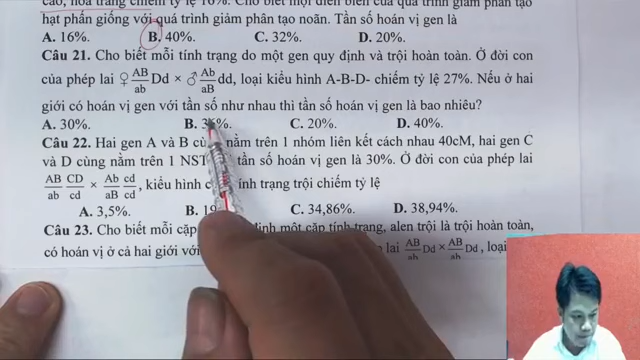 cao, hoa trắng chiếm tỷ lệ 16%. Cho biết mọi diễn biến của quá trình giảm phân tạo
hạt phấn giống với quá trình giảm phân tạo noãn. Tần số hoán vị gen là
A. 16%. B. 40%. C. 32%. D. 20%.
Câu 21. Cho biết mỗi tính trạng do một gen quy định và trội hoàn toàn. Ở đời con
của phép lai ♀ AB/ab Dd × ♂ Ab/aB dd, loại kiểu hình A-B-D- chiếm tỷ lệ 27%. Nếu ở hai
giới có hoán vị gen với tần số như nhau thì tần số hoán vị gen là bao nhiêu?
A. 30%. B. C. 20%. D. 40%.
Câu 22. Hai gen A và B nằm trên 1 nhóm liên kết cách nhau 40cM, hai gen C
và D cùng nằm trên 1 NST tần số hoán vị gen là 30%. Ở đời con của phép lai
AB/ab CD/cd × Ab/aB cd/cd, kiểu hình tính trạng trội chiếm tỷ lệ
A. 3,5%. B. C. 34,86%. D. 38,94%.
Câu 23. Cho biết mỗi cặp định một cặp tính trạng, alen trội là trội hoàn toàn,
có hoán vị ở cả hai giới với lai AB/ab Dd × AB/ab Dd, loại